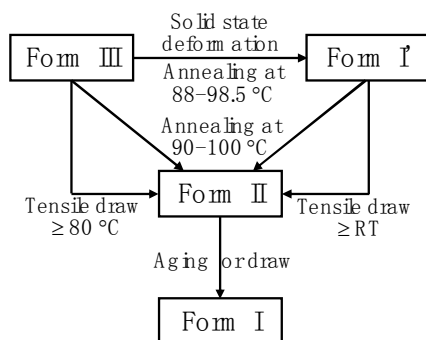 Solid state
deformation
Form III
Form I'
Annealing at
88–98.5 °C
Annealing at
90–100 °C
Form II
Tensile draw
≥ 80 °C
Tensile draw
≥ RT
Aging or draw
Form I